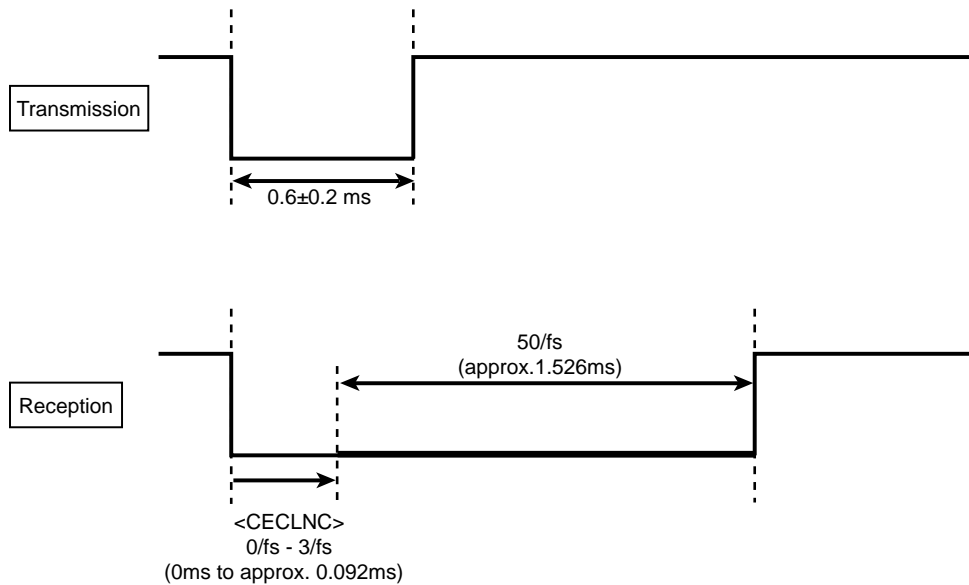 Transmission
0.6±0.2 ms
50/fs
(approx.1.526ms)
Reception
<CECLNC>
0/fs - 3/fs
(0ms to approx. 0.092ms)